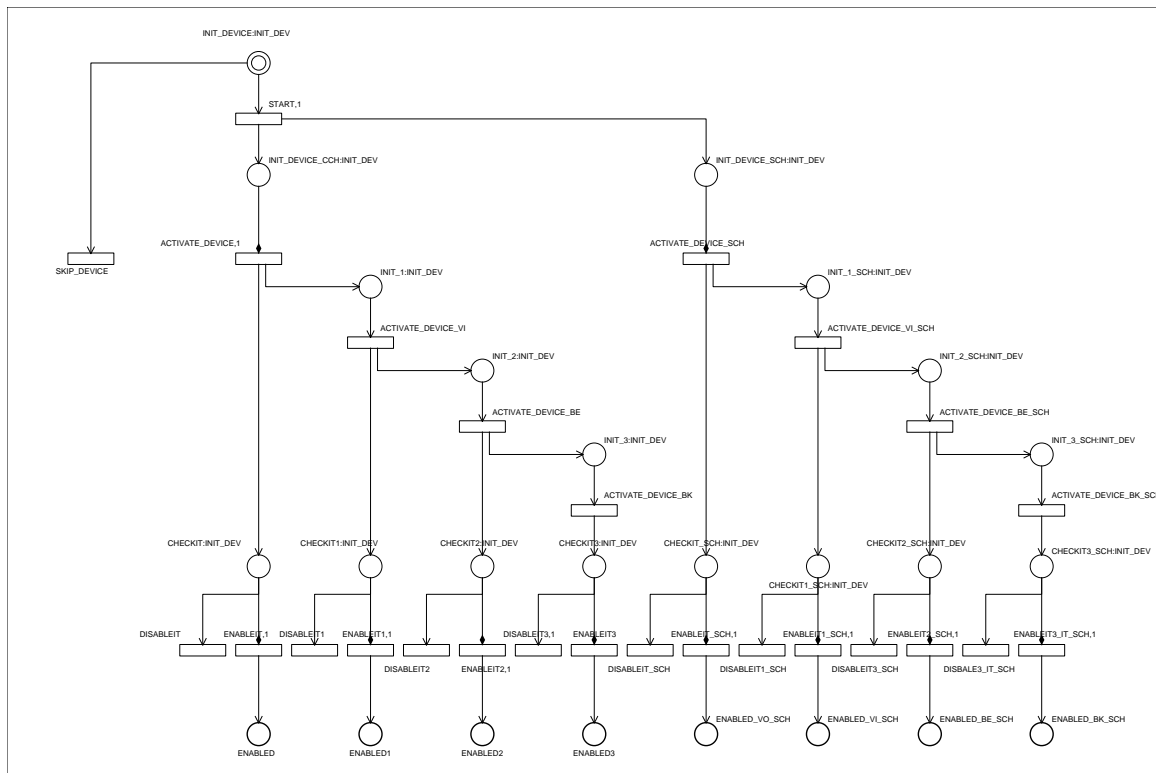 INIT_DEVICE:INIT_DEV
START,1
INIT_DEVICE_CCH:INIT_DEV
INIT_DEVICE_SCH:INIT_DEV
ACTIVATE_DEVICE,1
ACTIVATE_DEVICE_SCH
SKIP_DEVICE
INIT_1:INIT_DEV
INIT_1_SCH:INIT_DEV
ACTIVATE_DEVICE_VI
ACTIVATE_DEVICE_VI_SCH
INIT_2:INIT_DEV
INIT_2_SCH:INIT_DEV
ACTIVATE_DEVICE_BE
ACTIVATE_DEVICE_BE_SCH
INIT_3:INIT_DEV
INIT_3_SCH:INIT_DEV
ACTIVATE_DEVICE_BK
ACTIVATE_DEVICE_BK_SCH
CHECKIT:INIT_DEV
CHECKIT1:INIT_DEV
CHECKIT2:INIT_DEV
CHECKIT3:INIT_DEV
CHECKIT_SCH:INIT_DEV
CHECKIT2_SCH:INIT_DEV
CHECKIT3_SCH:INIT_DEV
CHECKIT1_SCH:INIT_DEV
DISABLEIT
ENABLEIT,1
DISABLEIT1
ENABLEIT1,1
DISABLEIT3,1
ENABLEIT3
ENABLEIT_SCH,1
ENABLEIT1_SCH,1
ENABLEIT2_SCH,1
ENABLEIT3_IT_SCH,1
DISABLEIT2
ENABLEIT2,1
DISABLEIT_SCH
DISABLEIT1_SCH
DISABLEIT3_SCH
DISBALE3_IT_SCH
ENABLED_VO_SCH
ENABLED_VI_SCH
ENABLED_BE_SCH
ENABLED_BK_SCH
ENABLED
ENABLED1
ENABLED2
ENABLED3